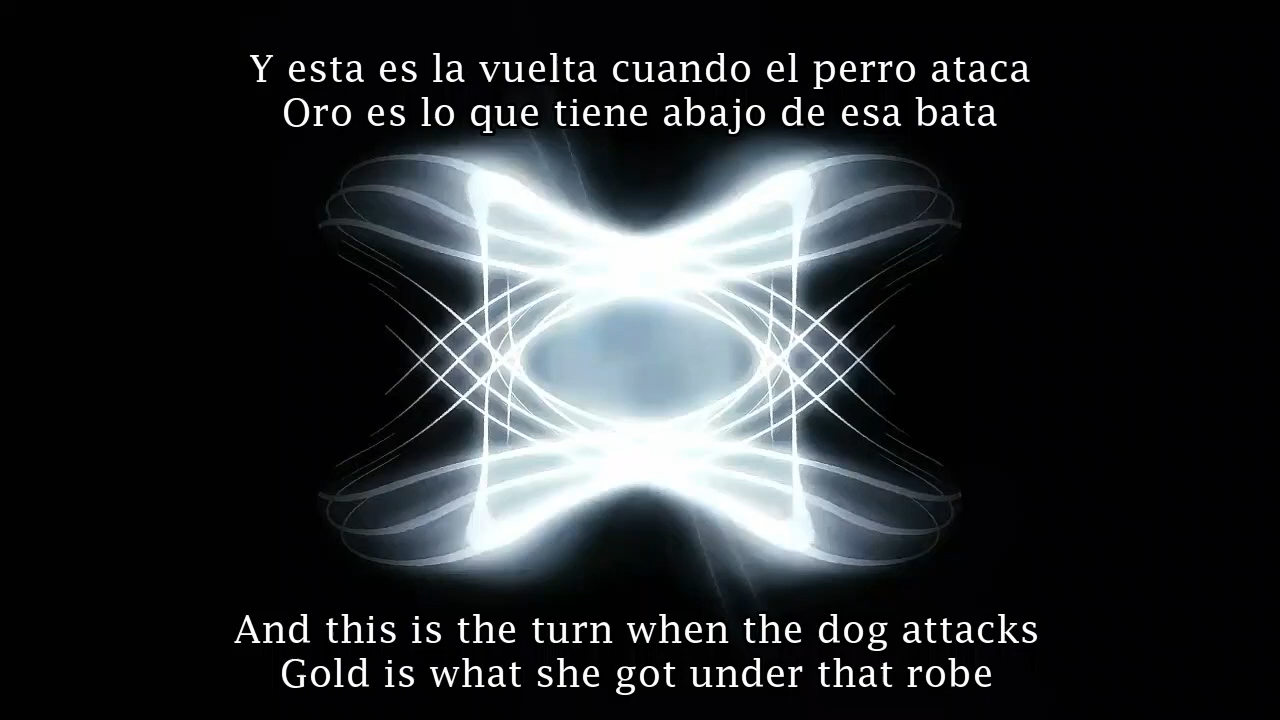 Y esta es la vuelta cuando el perro ataca
Oro es lo que tiene abajo de esa bata
And this is the turn when the dog attacks
Gold is what she got under that robe